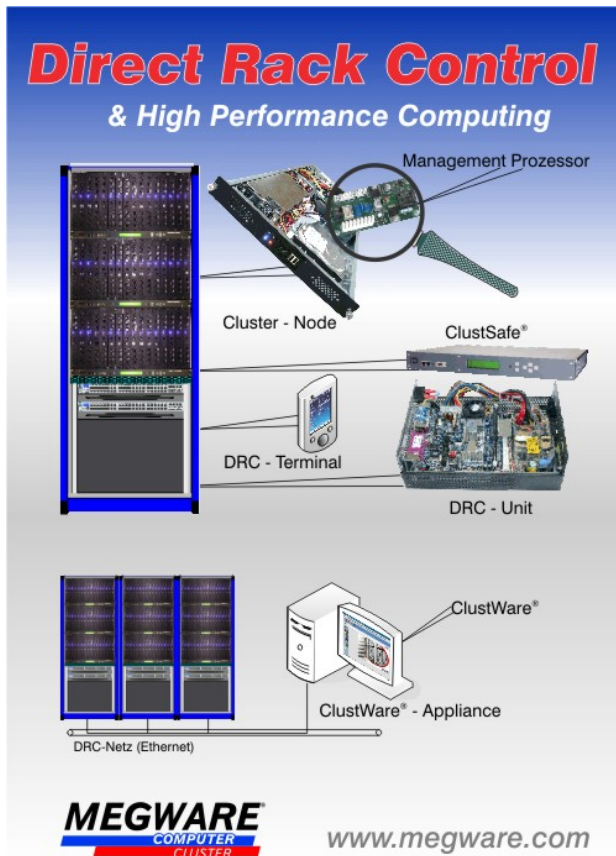 Direct Rack Control
& High Performance Computing
Management Prozessor
Cluster - Node
ClustSafe®
DRC - Terminal
DRC - Unit
ClustWare®
ClustWare® - Appliance
DRC-Netz (Ethernet)
MEGWARE®
COMPUTER
CLUSTER
www.megware.com